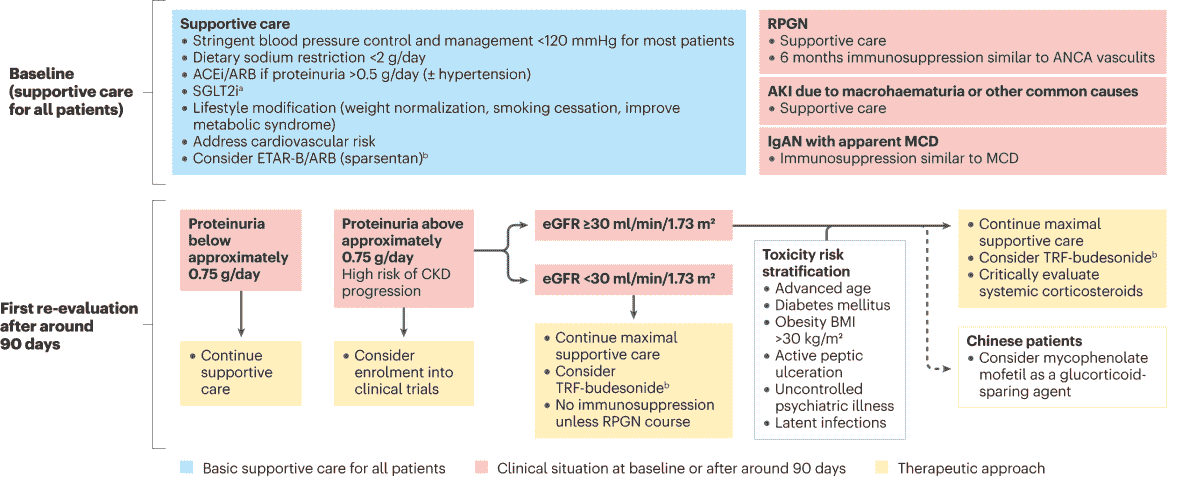 Baseline
(supportive care
for all patients)
Supportive care
• Stringent blood pressure control and management <120 mmHg for most patients
• Dietary sodium restriction <2 g/day
• ACEi/ARB if proteinuria >0.5 g/day (± hypertension)
• SGLT2iᵃ
• Lifestyle modification (weight normalization, smoking cessation, improve
metabolic syndrome)
• Address cardiovascular risk
• Consider ETAR-B/ARB (sparsentan)ᵇ
RPGN
• Supportive care
• 6 months immunosuppression similar to ANCA vasculits
AKI due to macrohaematuria or other common causes
• Supportive care
IgAN with apparent MCD
• Immunosuppression similar to MCD
First re-evaluation
after around
90 days
Proteinuria
below
approximately
0.75 g/day
• Continue
supportive
care
Proteinuria above
approximately
0.75 g/day
High risk of CKD
progression
• Consider
enrolment into
clinical trials
eGFR ≥30 ml/min/1.73 m²
eGFR <30 ml/min/1.73 m²
• Continue maximal
supportive care
• Consider
TRF-budesonideᵇ
• No immunosuppression
unless RPGN course
Toxicity risk
stratification
• Advanced age
• Diabetes mellitus
• Obesity BMI
>30 kg/m²
• Active peptic
ulceration
• Uncontrolled
psychiatric illness
• Latent infections
• Continue maximal
supportive care
• Consider TRF-budesonideᵇ
• Critically evaluate
systemic corticosteroids
Chinese patients
• Consider mycophenolate
mofetil as a glucorticoid-
sparing agent
Basic supportive care for all patients
Clinical situation at baseline or after around 90 days
Therapeutic approach